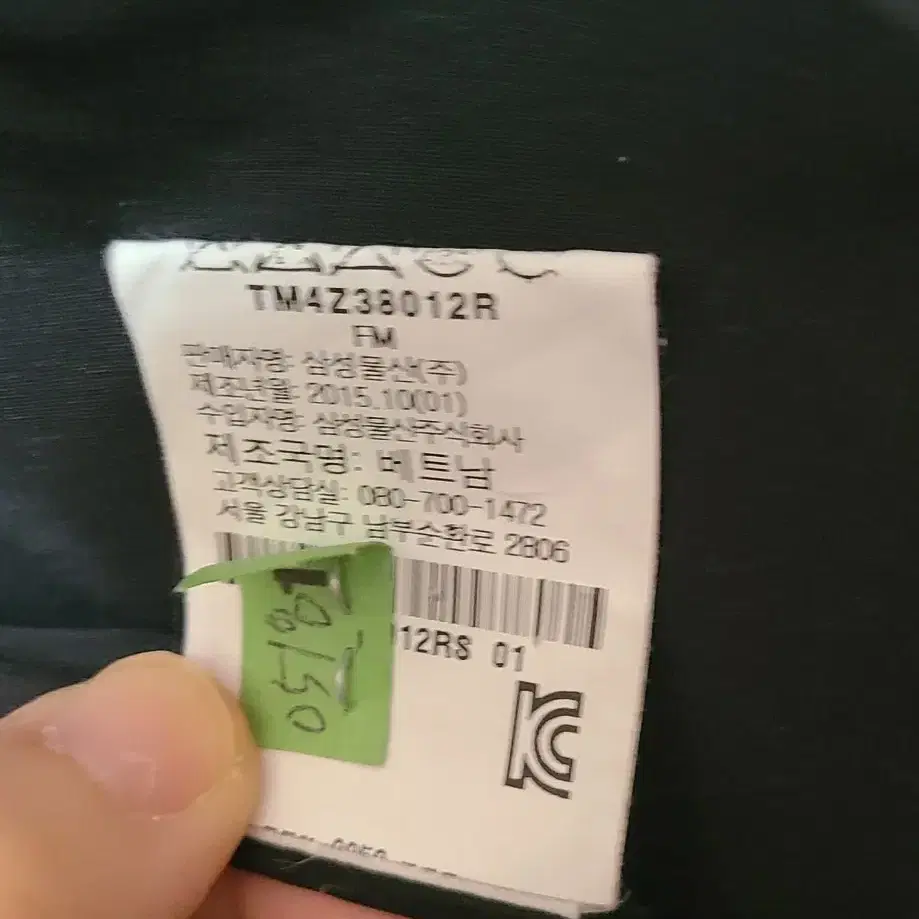 TM4Z38012R
FM
판매자명: 삼성물산(주)
제조년월: 2015.10(01)
수입자명: 삼성물산주식회사
제조국명: 베트남
고객상담실: 080-700-1472
서울 강남구 남부순환로 2806
12RS 01